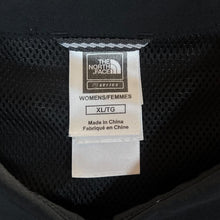 THE
NORTH
FACE
WOMENS/FEMMES
XL/TG
Made in China
Fabriqué en Chine